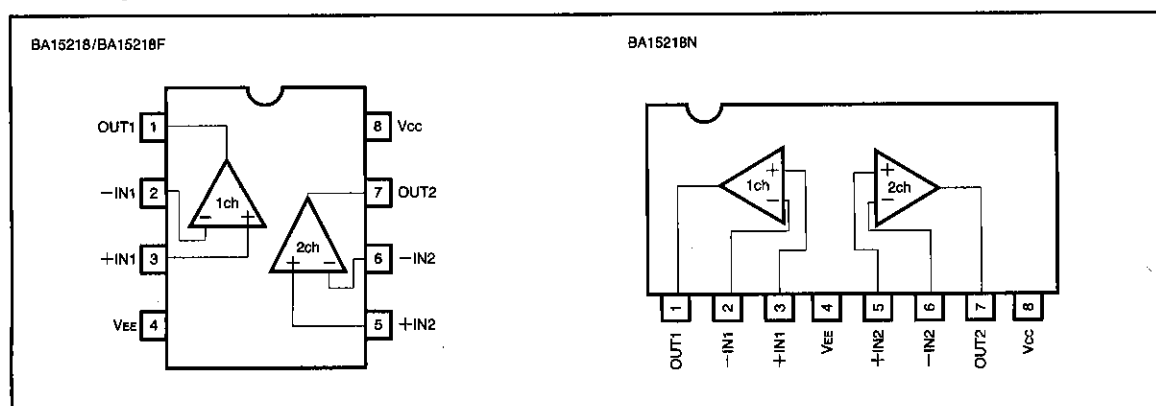 BA15218/BA15218F
OUT1 1
8 VCC
−IN1 2
1ch
− +
7 OUT2
+IN1 3
2ch
+ −
6 −IN2
VEE 4
5 +IN2
BA15218N
1ch
+
−
2ch
+
−
1 2 3 4 5 6 7 8
OUT1 −IN1 +IN1 VEE +IN2 −IN2 OUT2 VCC